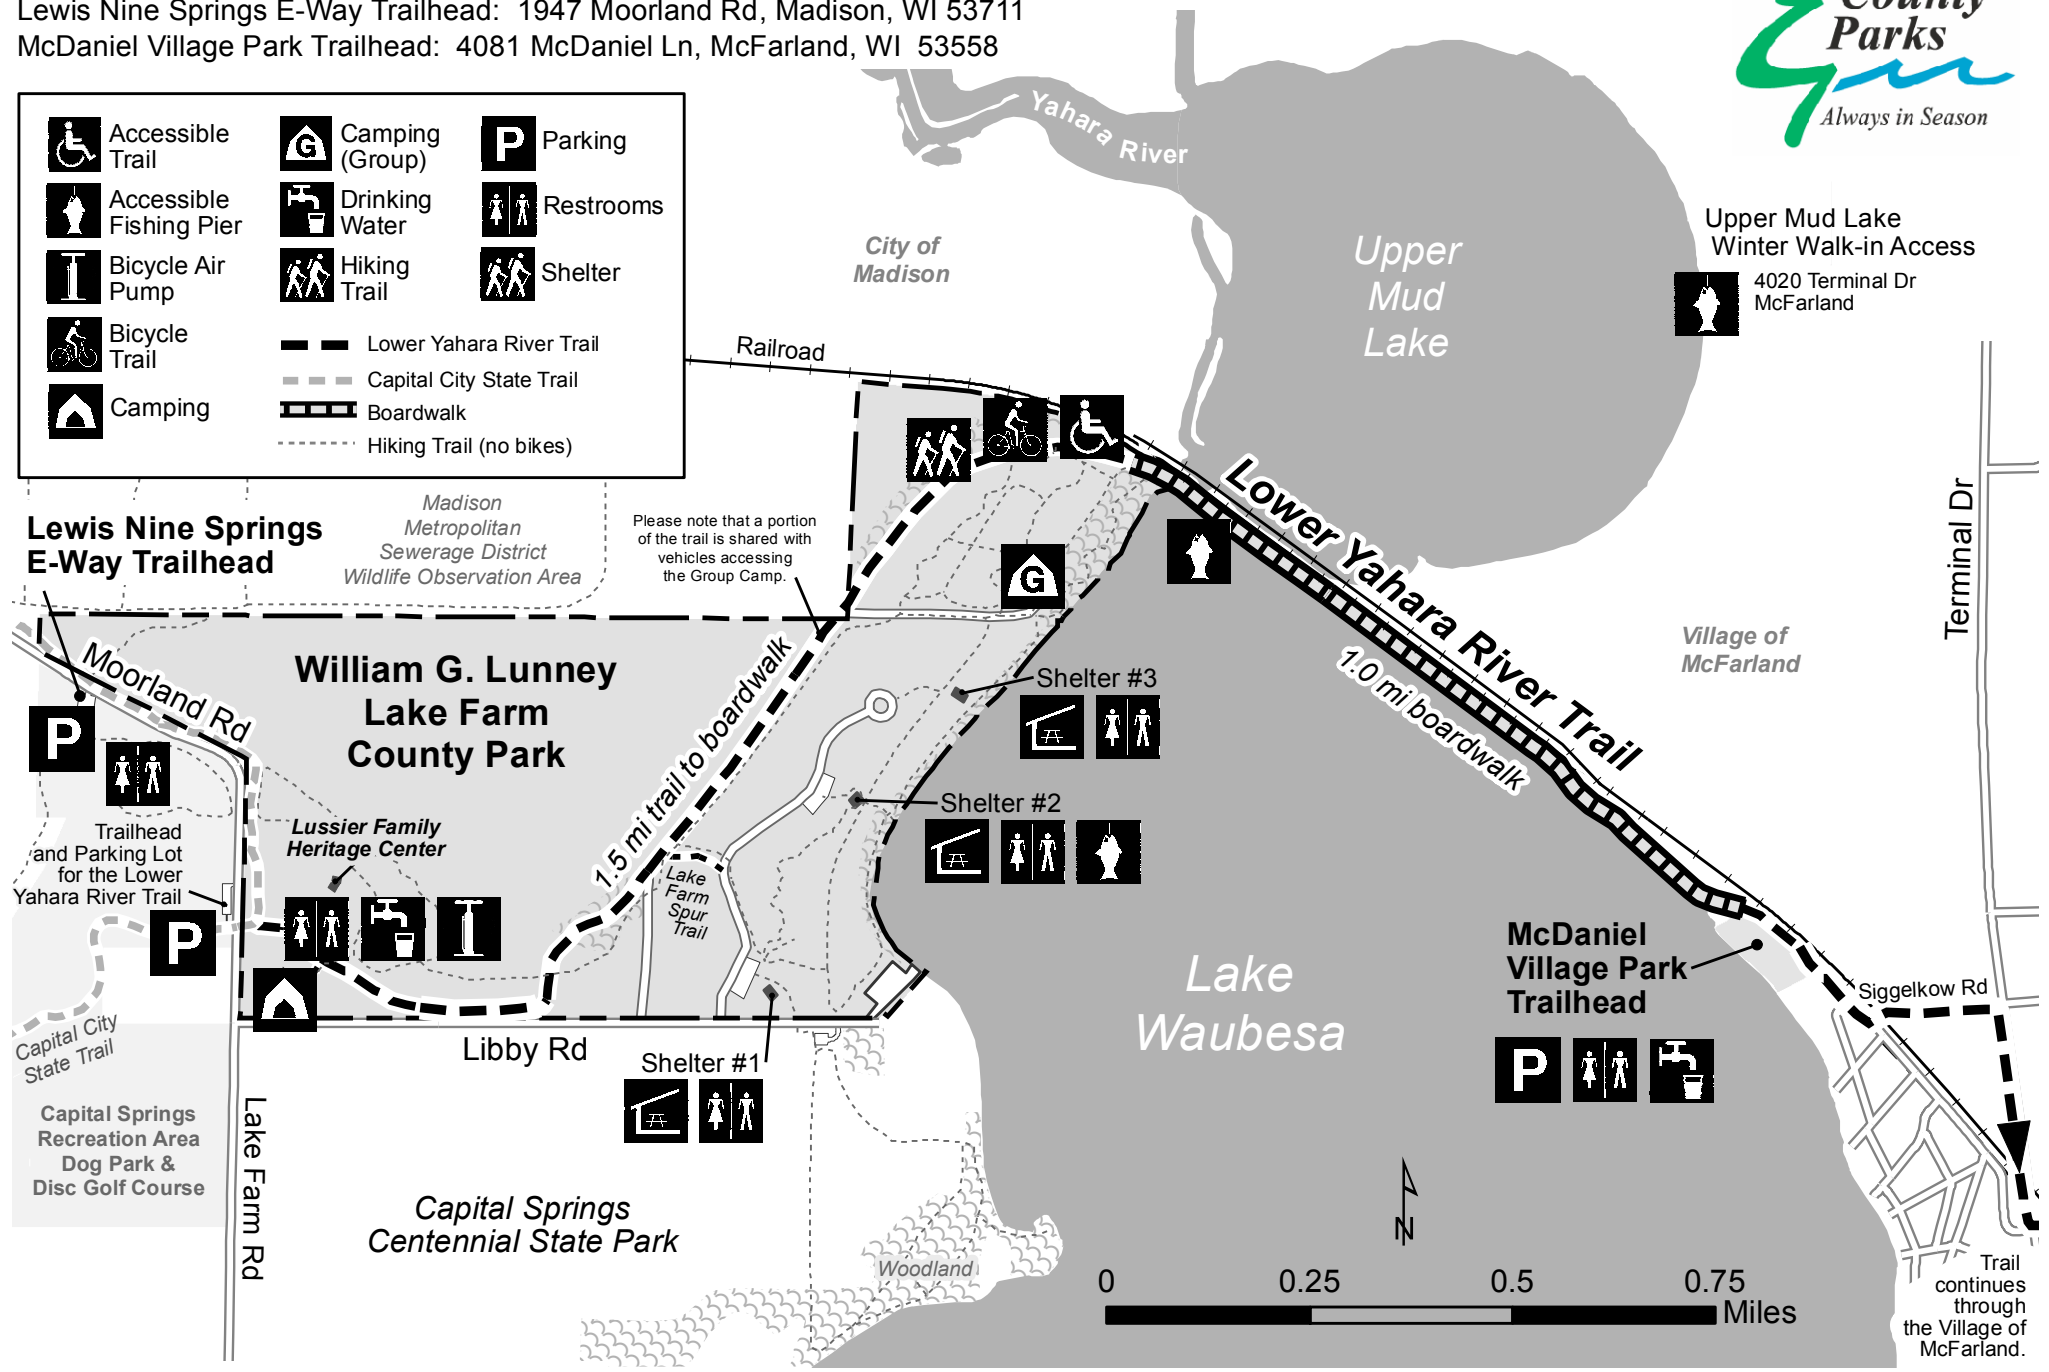 Lewis Nine Springs E-Way Trailhead: 1947 Moorland Rd, Madison, WI 53711
McDaniel Village Park Trailhead: 4081 McDaniel Ln, McFarland, WI 53558
County
Parks
Always in Season
Accessible
Trail
Accessible
Fishing Pier
Bicycle Air
Pump
Bicycle
Trail
Camping
G
Camping
(Group)
Drinking
Water
Hiking
Trail
P
Parking
Restrooms
Shelter
Lower Yahara River Trail
Capital City State Trail
Boardwalk
Hiking Trail (no bikes)
Yahara River
City of
Madison
Upper
Mud
Lake
Upper Mud Lake
Winter Walk-in Access
4020 Terminal Dr
McFarland
Railroad
Madison
Metropolitan
Sewerage District
Wildlife Observation Area
Please note that a portion
of the trail is shared with
vehicles accessing
the Group Camp.
Lewis Nine Springs
E-Way Trailhead
G
Lower Yahara River Trail
1.0 mi boardwalk
Terminal Dr
Village of
McFarland
Moorland Rd
P
William G. Lunney
Lake Farm
County Park
1.5 mi trail to boardwalk
Shelter #3
Shelter #2
Lussier Family
Heritage Center
Trailhead
and Parking Lot
for the Lower
Yahara River Trail
P
Lake
Farm
Spur
Trail
McDaniel
Village Park
Trailhead
P
Siggelkow Rd
Lake
Waubesa
Capital City
State Trail
Libby Rd
Shelter #1
Capital Springs
Recreation Area
Dog Park &
Disc Golf Course
Lake Farm Rd
Capital Springs
Centennial State Park
Woodland
N
0 0.25 0.5 0.75
Miles
Trail
continues
through
the Village of
McFarland.